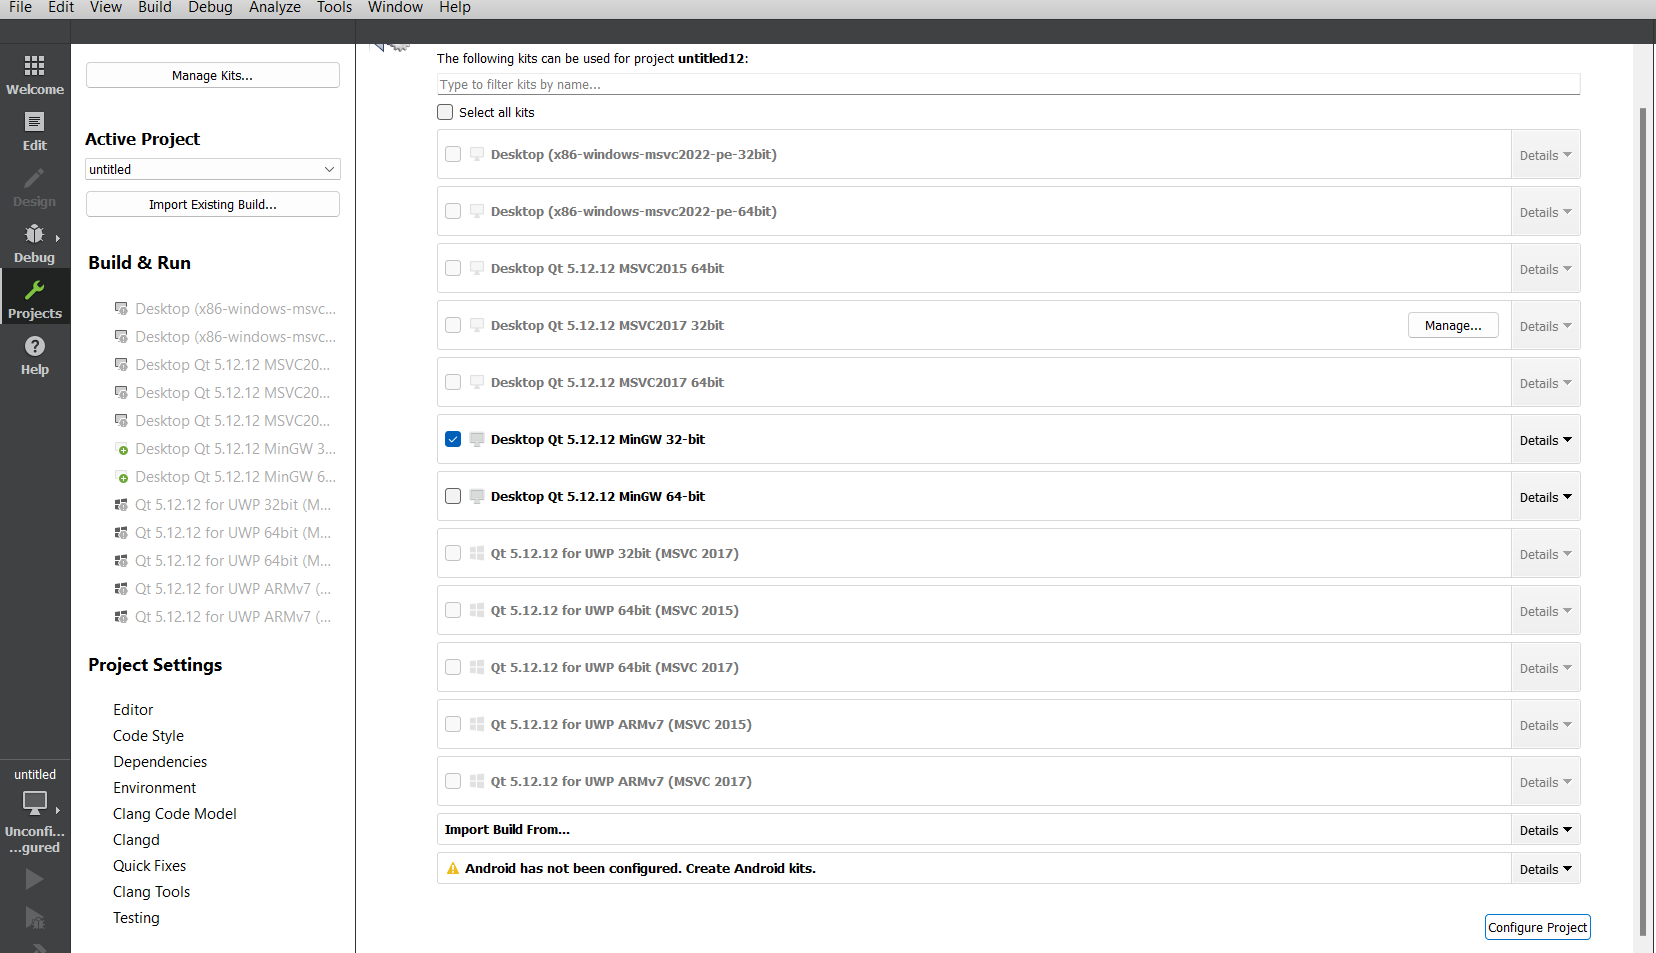 File Edit View Build Debug Analyze Tools Window Help
Welcome
Edit
Design
Debug
Projects
Help
untitled
Unconfi...
...gured
Manage Kits...
Active Project
untitled
Import Existing Build...
Build & Run
Desktop (x86-windows-msvc...
Desktop (x86-windows-msvc...
Desktop Qt 5.12.12 MSVC20...
Desktop Qt 5.12.12 MSVC20...
Desktop Qt 5.12.12 MSVC20...
Desktop Qt 5.12.12 MinGW 3...
Desktop Qt 5.12.12 MinGW 6...
Qt 5.12.12 for UWP 32bit (M...
Qt 5.12.12 for UWP 64bit (M...
Qt 5.12.12 for UWP 64bit (M...
Qt 5.12.12 for UWP ARMv7 (...
Qt 5.12.12 for UWP ARMv7 (...
Project Settings
Editor
Code Style
Dependencies
Environment
Clang Code Model
Clangd
Quick Fixes
Clang Tools
Testing
The following kits can be used for project untitled12:
Type to filter kits by name...
Select all kits
Desktop (x86-windows-msvc2022-pe-32bit) Details
Desktop (x86-windows-msvc2022-pe-64bit) Details
Desktop Qt 5.12.12 MSVC2015 64bit Details
Desktop Qt 5.12.12 MSVC2017 32bit Manage... Details
Desktop Qt 5.12.12 MSVC2017 64bit Details
Desktop Qt 5.12.12 MinGW 32-bit Details
Desktop Qt 5.12.12 MinGW 64-bit Details
Qt 5.12.12 for UWP 32bit (MSVC 2017) Details
Qt 5.12.12 for UWP 64bit (MSVC 2015) Details
Qt 5.12.12 for UWP 64bit (MSVC 2017) Details
Qt 5.12.12 for UWP ARMv7 (MSVC 2015) Details
Qt 5.12.12 for UWP ARMv7 (MSVC 2017) Details
Import Build From... Details
Android has not been configured. Create Android kits. Details
Configure Project